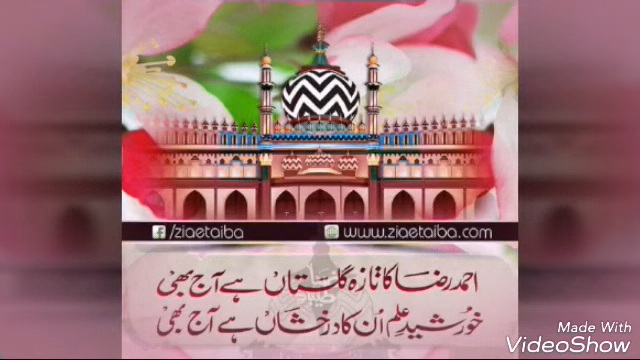 /ziaetaiba
www.ziaetaiba.com
احمد رضا کا تازہ گلستاں ہے آج بھی
خورشیدِ علم اُن کا درخشاں ہے آج بھی
Made With
VideoShow